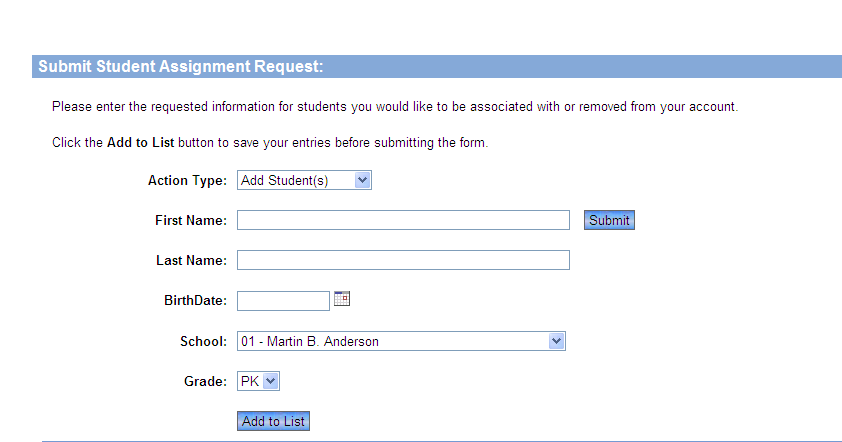 Submit Student Assignment Request:
Please enter the requested information for students you would like to be associated with or removed from your account.
Click the Add to List button to save your entries before submitting the form.
Action Type: Add Student(s)
First Name: Submit
Last Name:
BirthDate:
School: 01 - Martin B. Anderson
Grade: PK
Add to List